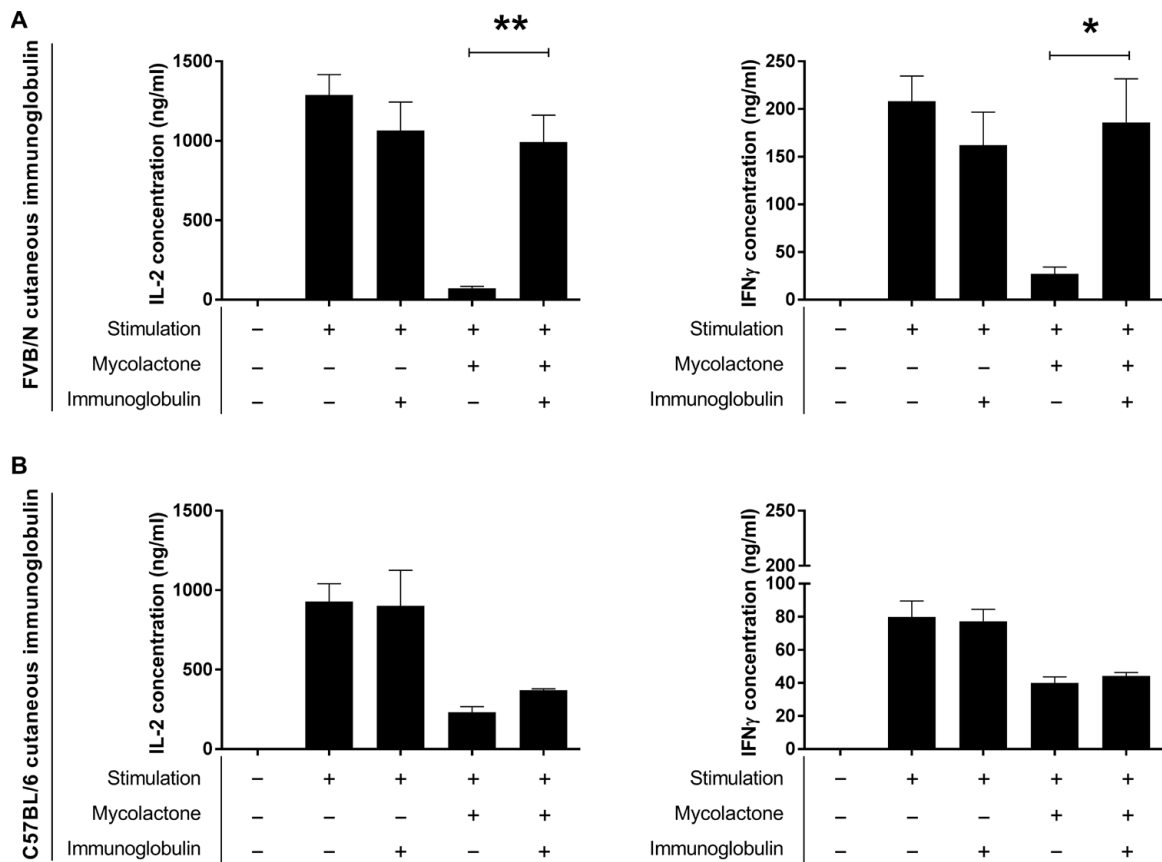 A
FVB/N cutaneous immunoglobulin
IL-2 concentration (ng/ml)
1500
1000
500
0
**
Stimulation – + + + +
Mycolactone – – – + +
Immunoglobulin – – + – +
IFNγ concentration (ng/ml)
250
200
150
100
50
0
*
Stimulation – + + + +
Mycolactone – – – + +
Immunoglobulin – – + – +
B
C57BL/6 cutaneous immunoglobulin
IL-2 concentration (ng/ml)
1500
1000
500
0
Stimulation – + + + +
Mycolactone – – – + +
Immunoglobulin – – + – +
IFNγ concentration (ng/ml)
250
200
100
80
60
40
20
0
Stimulation – + + + +
Mycolactone – – – + +
Immunoglobulin – – + – +